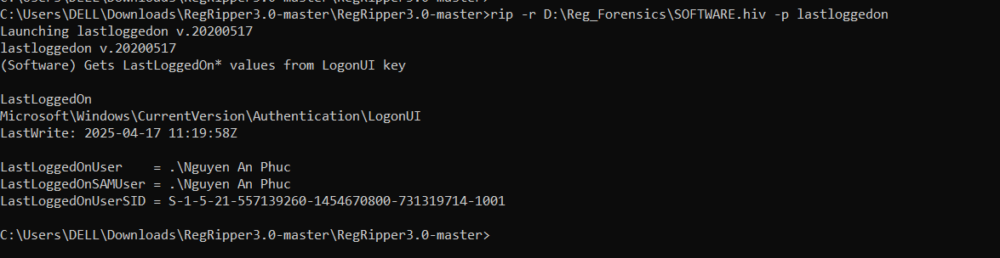 C:\Users\DELL\Downloads\RegRipper3.0-master\RegRipper3.0-master>rip -r D:\Reg_Forensics\SOFTWARE.hiv -p lastloggedon
Launching lastloggedon v.20200517
lastloggedon v.20200517
(Software) Gets LastLoggedOn* values from LogonUI key

LastLoggedOn
Microsoft\Windows\CurrentVersion\Authentication\LogonUI
LastWrite: 2025-04-17 11:19:58Z

LastLoggedOnUser    = .\Nguyen An Phuc
LastLoggedOnSAMUser = .\Nguyen An Phuc
LastLoggedOnUserSID = S-1-5-21-557139260-1454670800-731319714-1001

C:\Users\DELL\Downloads\RegRipper3.0-master\RegRipper3.0-master>